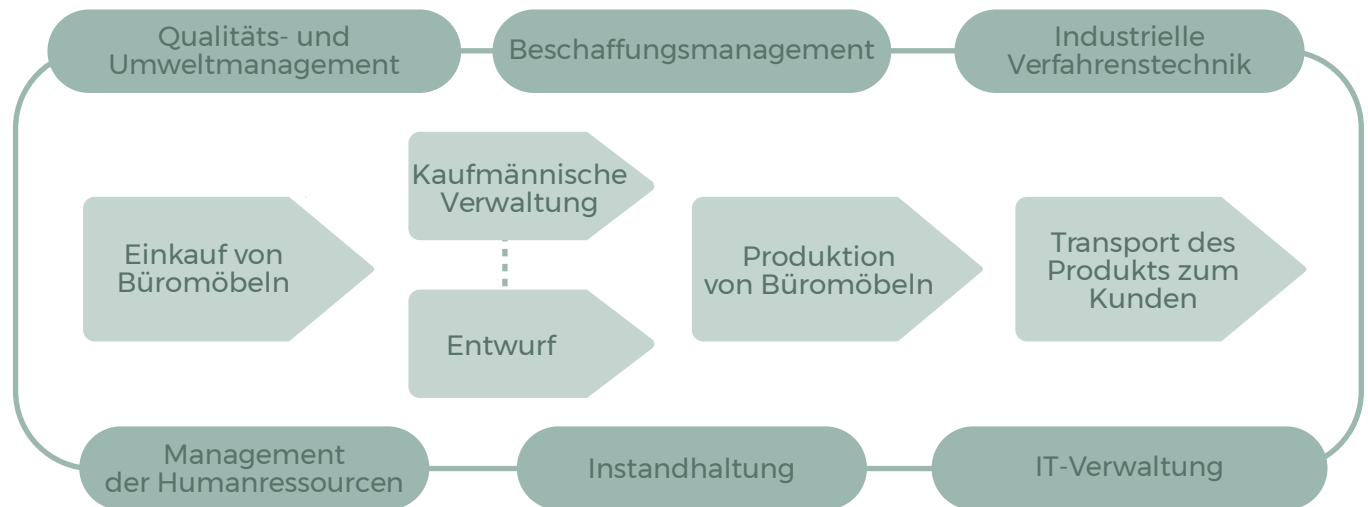 Qualitäts- und
Umweltmanagement
Beschaffungsmanagement
Industrielle
Verfahrenstechnik
Einkauf von
Büromöbeln
Kaufmännische
Verwaltung
Entwurf
Produktion
von Büromöbeln
Transport des
Produkts zum
Kunden
Management
der Humanressourcen
Instandhaltung
IT-Verwaltung